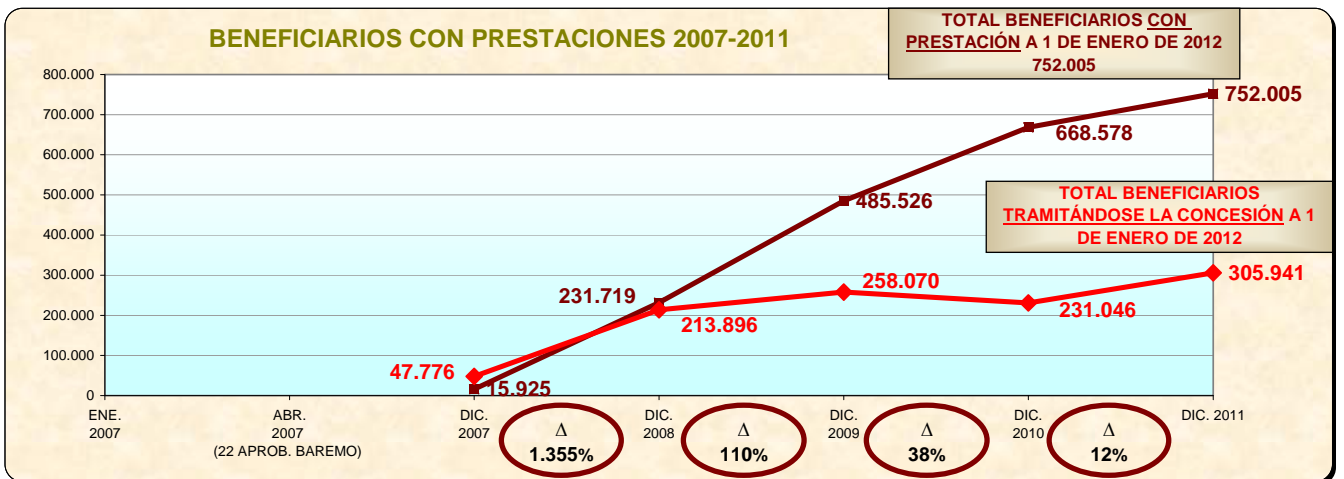 TOTAL BENEFICIARIOS CON
PRESTACIÓN A 1 DE ENERO DE 2012
752.005
BENEFICIARIOS CON PRESTACIONES 2007-2011
800.000
700.000
600.000
500.000
400.000
300.000
200.000
100.000
0
752.005
668.578
485.526
231.719
15.925
TOTAL BENEFICIARIOS
TRAMITÁNDOSE LA CONCESIÓN A 1
DE ENERO DE 2012
305.941
231.046
258.070
213.896
47.776
ENE.
2007
ABR.
2007
(22 APROB. BAREMO)
DIC.
2007
DIC.
2008
DIC.
2009
DIC.
2010
DIC. 2011
Δ
1.355%
Δ
110%
Δ
38%
Δ
12%